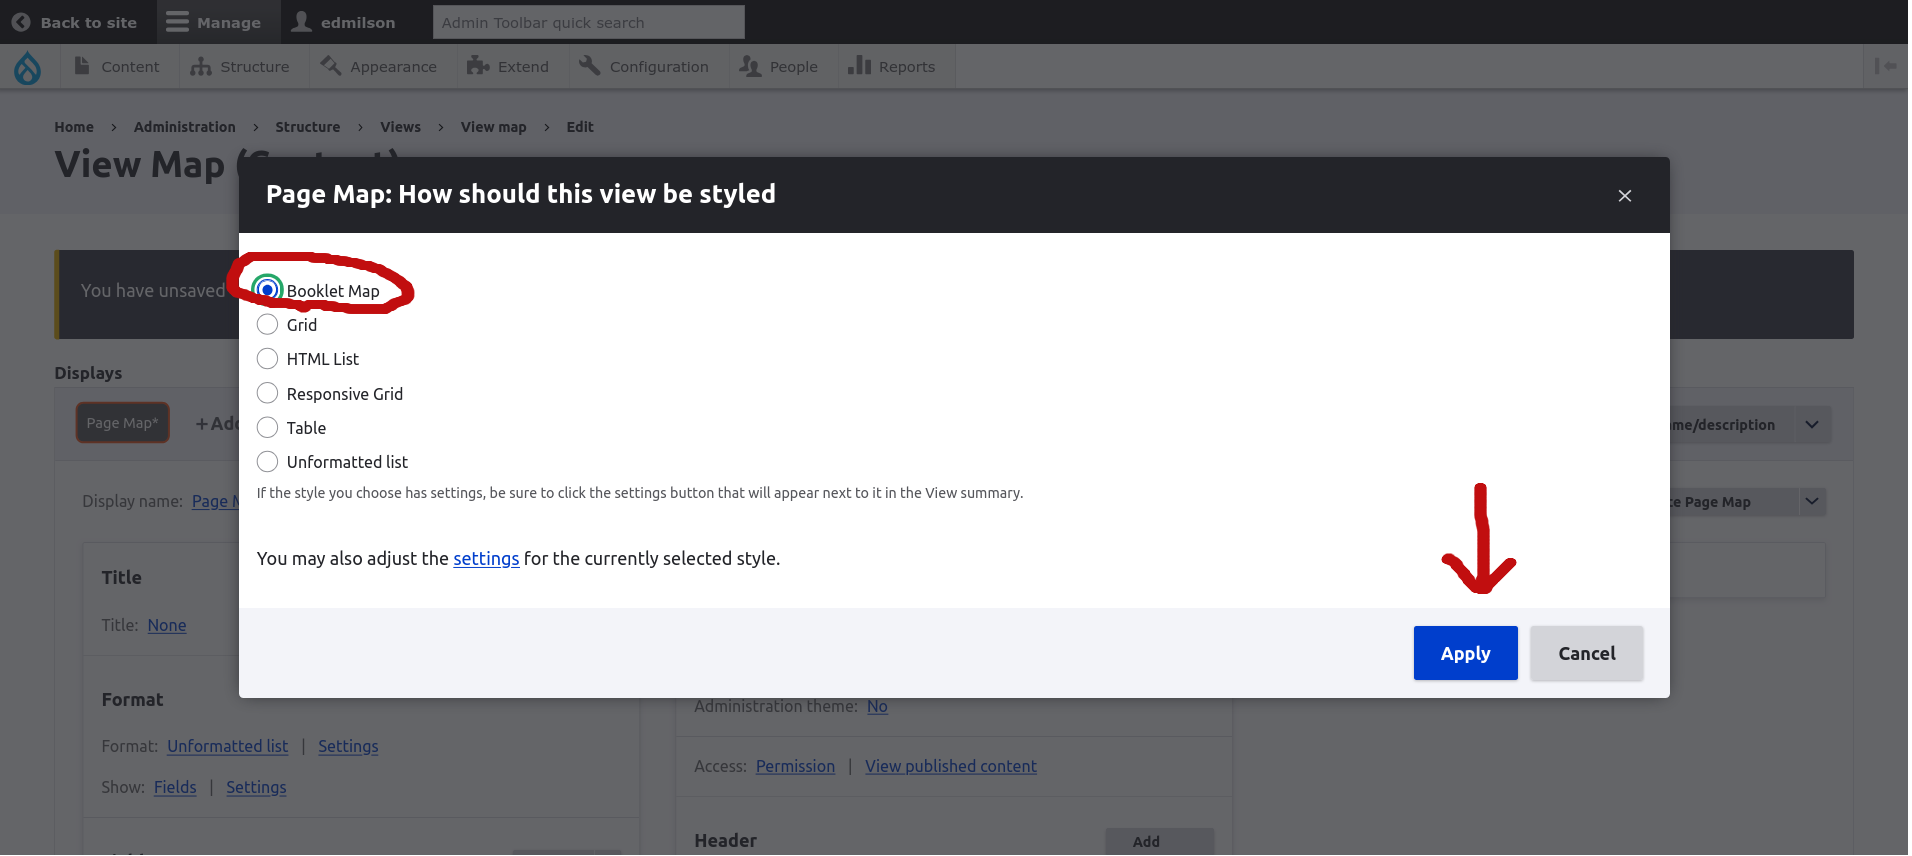 Back to site Manage edmilson Admin Toolbar quick search
Content Structure Appearance Extend Configuration People Reports
Home › Administration › Structure › Views › View map › Edit
View Map
Page Map: How should this view be styled
You have unsaved
Booklet Map
Grid
HTML List
Responsive Grid
Table
Unformatted list
If the style you choose has settings, be sure to click the settings button that will appear next to it in the View summary.
You may also adjust the settings for the currently selected style.
Apply Cancel
Displays
Page Map* +Add
me/description
Display name: Page M
e Page Map
Title
Title: None
Format
Format: Unformatted list | Settings
Show: Fields | Settings
Administration theme: No
Access: Permission | View published content
Header Add